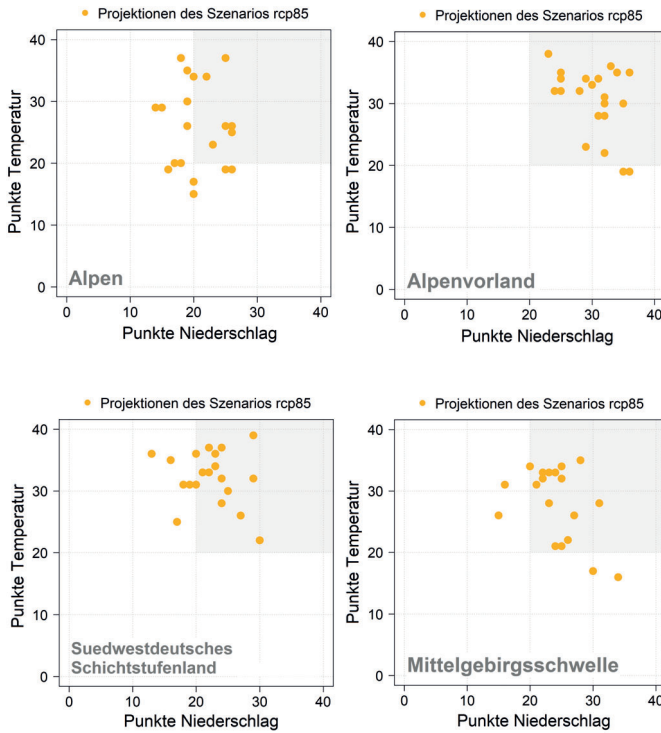 Projektionen des Szenarios rcp85
40
30
20
10
0
Punkte Temperatur
Alpen
0 10 20 30 40
Punkte Niederschlag
Projektionen des Szenarios rcp85
40
30
20
10
0
Punkte Temperatur
Alpenvorland
0 10 20 30 40
Punkte Niederschlag
Projektionen des Szenarios rcp85
40
30
20
10
0
Punkte Temperatur
Suedwestdeutsches
Schichtstufenland
0 10 20 30 40
Punkte Niederschlag
Projektionen des Szenarios rcp85
40
30
20
10
0
Punkte Temperatur
Mittelgebirgsschwelle
0 10 20 30 40
Punkte Niederschlag